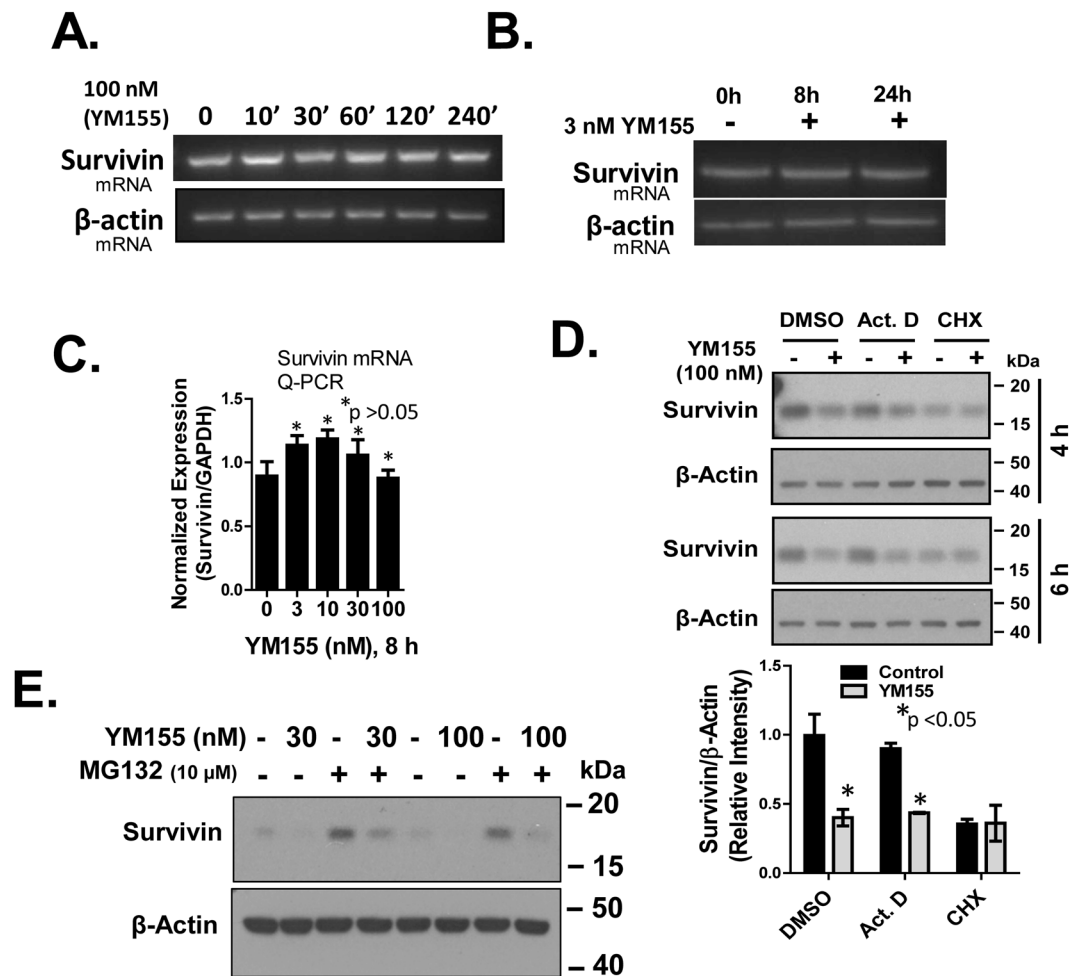 A.
100 nM
(YM155) 0 10’ 30’ 60’ 120’ 240’
Survivin
mRNA
β-actin
mRNA
B.
0h 8h 24h
3 nM YM155 - + +
Survivin
mRNA
β-actin
mRNA
C.
Survivin mRNA
Q-PCR
*p >0.05
Normalized Expression
(Survivin/GAPDH)
1.5
1.0
0.5
0.0
* * * *
0 3 10 30 100
YM155 (nM), 8 h
D.
DMSO Act. D CHX
YM155 (100 nM) - + - + - + kDa
Survivin
20
15
β-Actin
50
40
4 h
Survivin
20
15
β-Actin
50
40
6 h
Survivin/β-Actin
(Relative Intensity)
1.5
1.0
0.5
0.0
Control
YM155
*p <0.05
* *
DMSO Act. D CHX
E.
YM155 (nM) - 30 - 30 - 100 - 100
MG132 (10 µM) - - + + - - + + kDa
Survivin
20
15
β-Actin
50
40